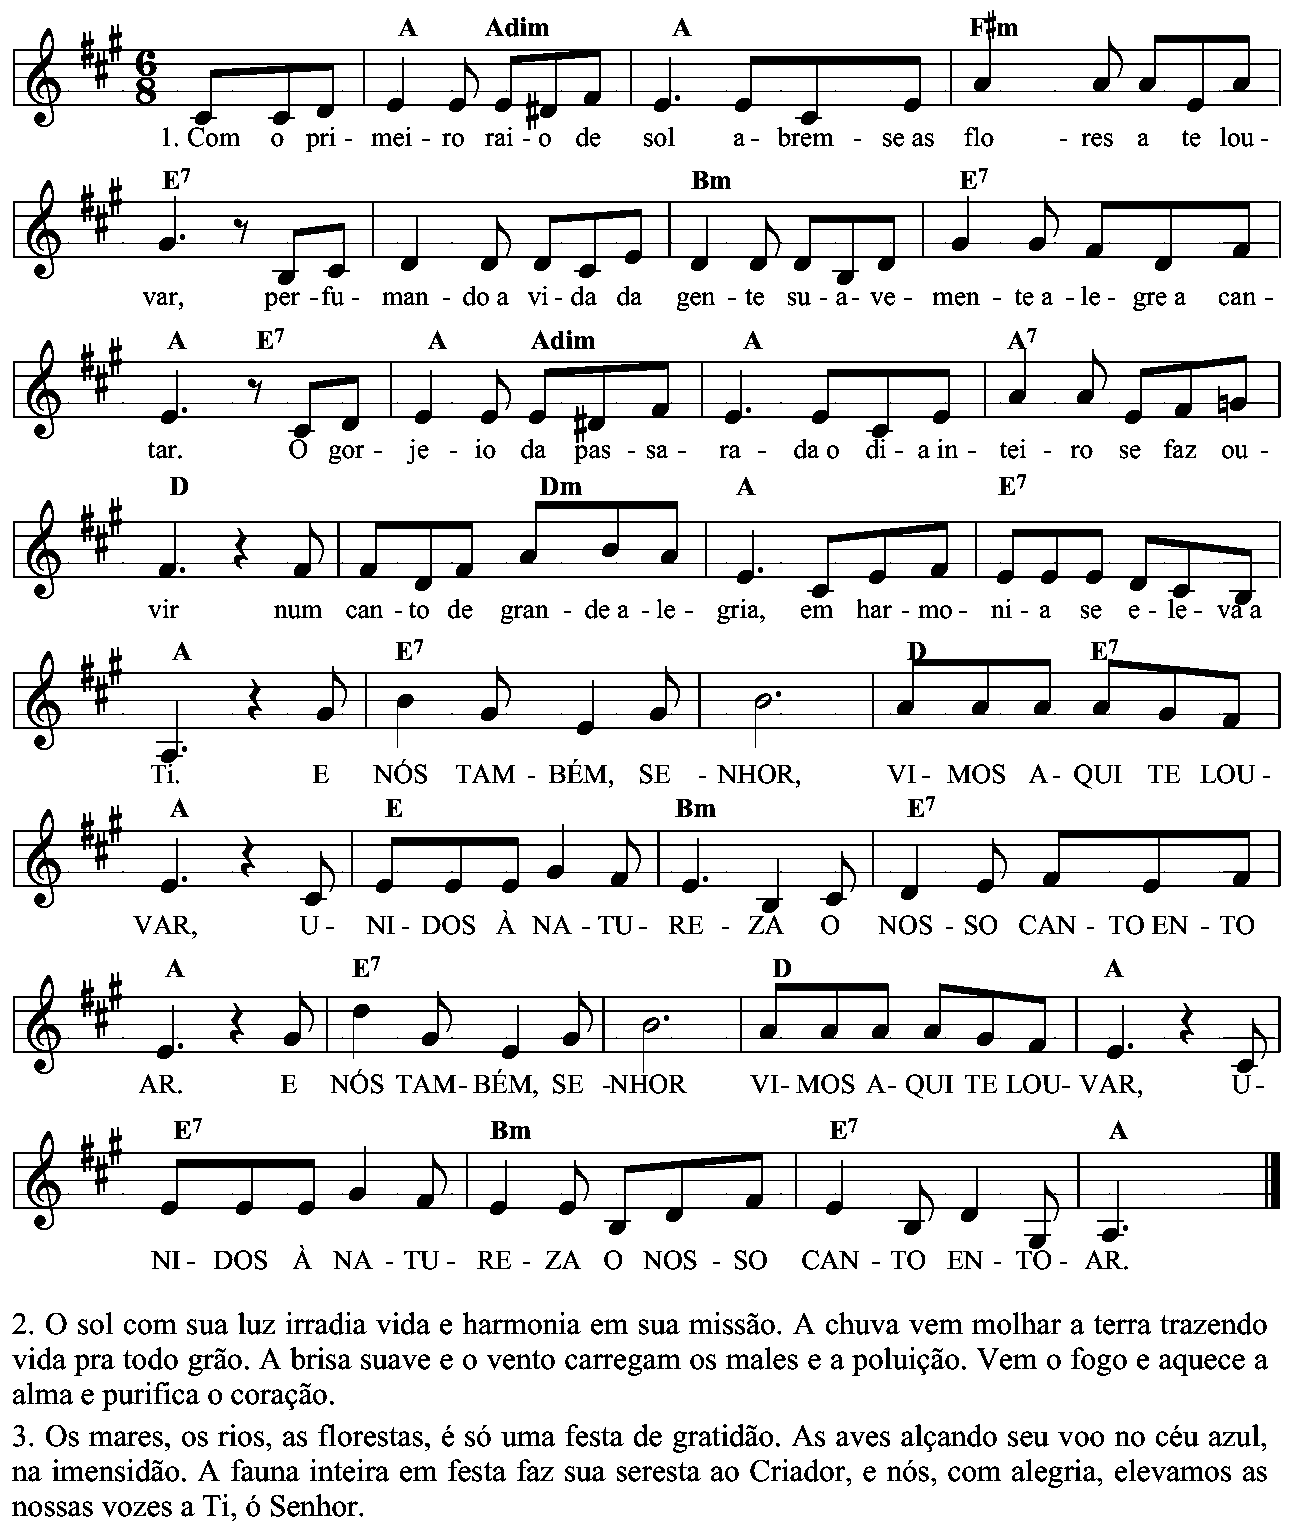 A Adim A F#m
6
8
1. Com o pri - mei - ro rai - o de sol a - brem - se as flo - res a te lou -
E7 Bm E7
var, per - fu - man - do a vi - da da gen - te su - a - ve - men - te a - le - gre a can -
A E7 A Adim A A7
tar. O gor - je - io da pas - sa - ra - da o di - a in - tei - ro se faz ou -
D Dm A E7
vir num can - to de gran - de a - le - gria, em har - mo - ni - a se e - le - va a
A E7 D E7
Ti. E NÓS TAM - BÉM, SE - NHOR, VI - MOS A - QUI TE LOU -
A E Bm E7
VAR, U - NI - DOS À NA - TU - RE - ZA O NOS - SO CAN - TO EN - TO
A E7 D A
AR. E NÓS TAM - BÉM, SE - NHOR VI - MOS A - QUI TE LOU - VAR, U -
E7 Bm E7 A
NI - DOS À NA - TU - RE - ZA O NOS - SO CAN - TO EN - TO - AR.
2. O sol com sua luz irradia vida e harmonia em sua missão. A chuva vem molhar a terra trazendo
vida pra todo grão. A brisa suave e o vento carregam os males e a poluição. Vem o fogo e aquece a
alma e purifica o coração.
3. Os mares, os rios, as florestas, é só uma festa de gratidão. As aves alçando seu voo no céu azul,
na imensidão. A fauna inteira em festa faz sua seresta ao Criador, e nós, com alegria, elevamos as
nossas vozes a Ti, ó Senhor.